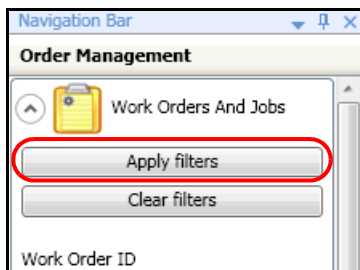 Navigation Bar
Order Management
Work Orders And Jobs
Apply filters
Clear filters
Work Order ID